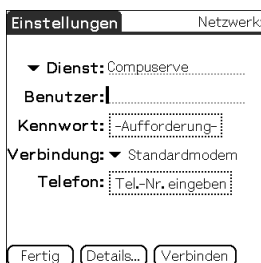 Einstellungen Netzwerk
Dienst: Compuserve
Benutzer:
Kennwort: -Aufforderung-
Verbindung: Standardmodem
Telefon: Tel.-Nr. eingeben
Fertig Details... Verbinden